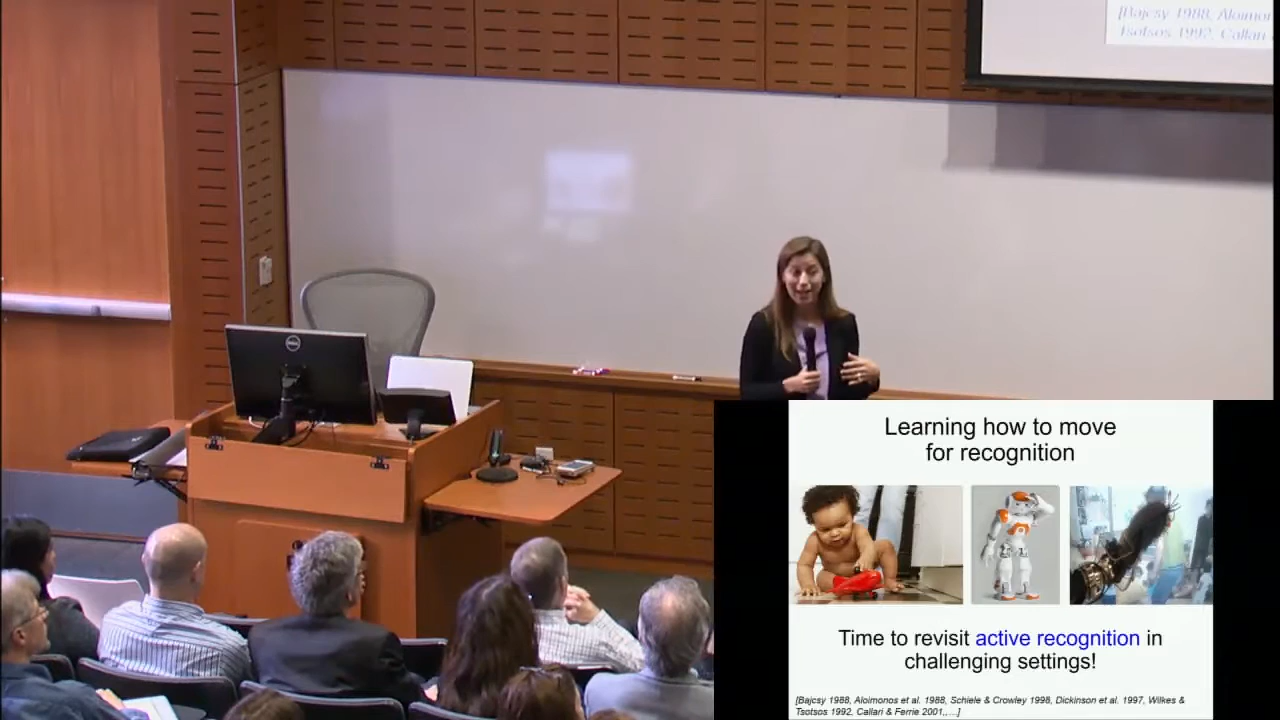 [Bajcsy 1988, Aloimon
Tsotsos 1992, Callari
DELL
Learning how to move
for recognition
Time to revisit active recognition in
challenging settings!
[Bajcsy 1988, Aloimonos et al. 1988, Schiele & Crowley 1998, Dickinson et al. 1997, Wilkes &
Tsotsos 1992, Callari & Ferrie 2001,...]